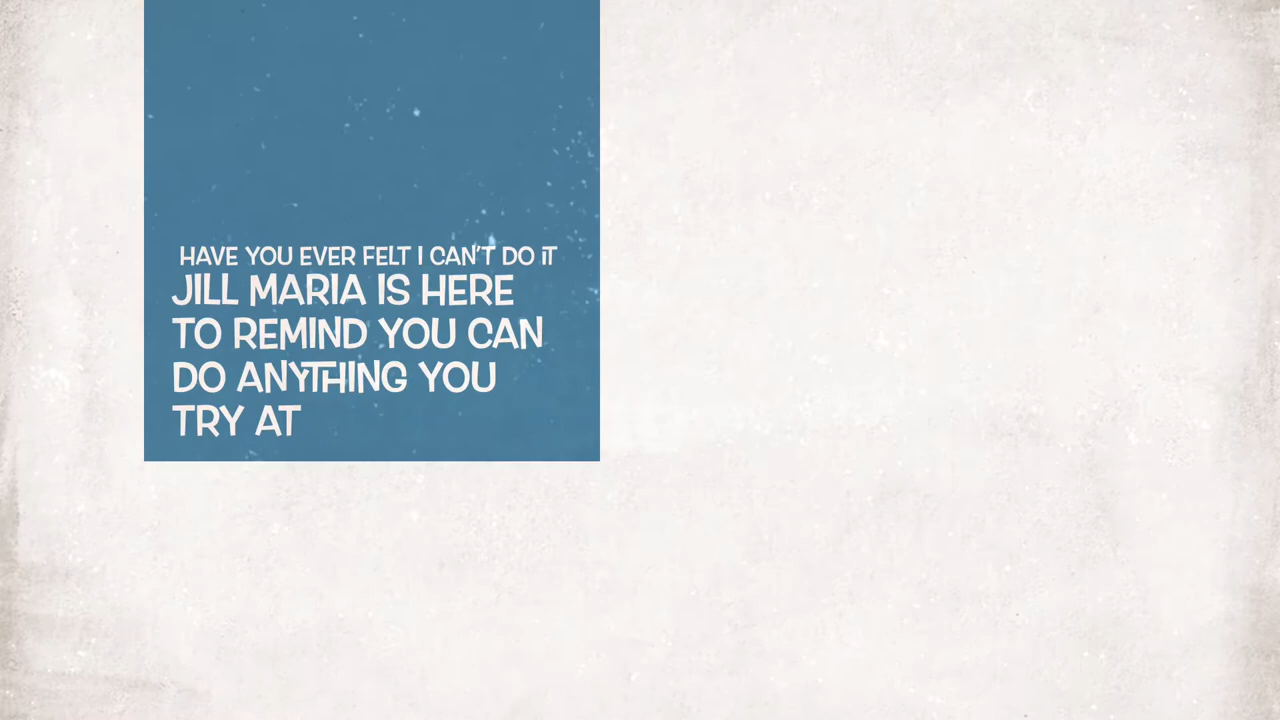 HAVE YOU EVER FELT I CAN'T DO IT
JILL MARIA IS HERE
TO REMIND YOU CAN
DO ANYTHING YOU
TRY AT